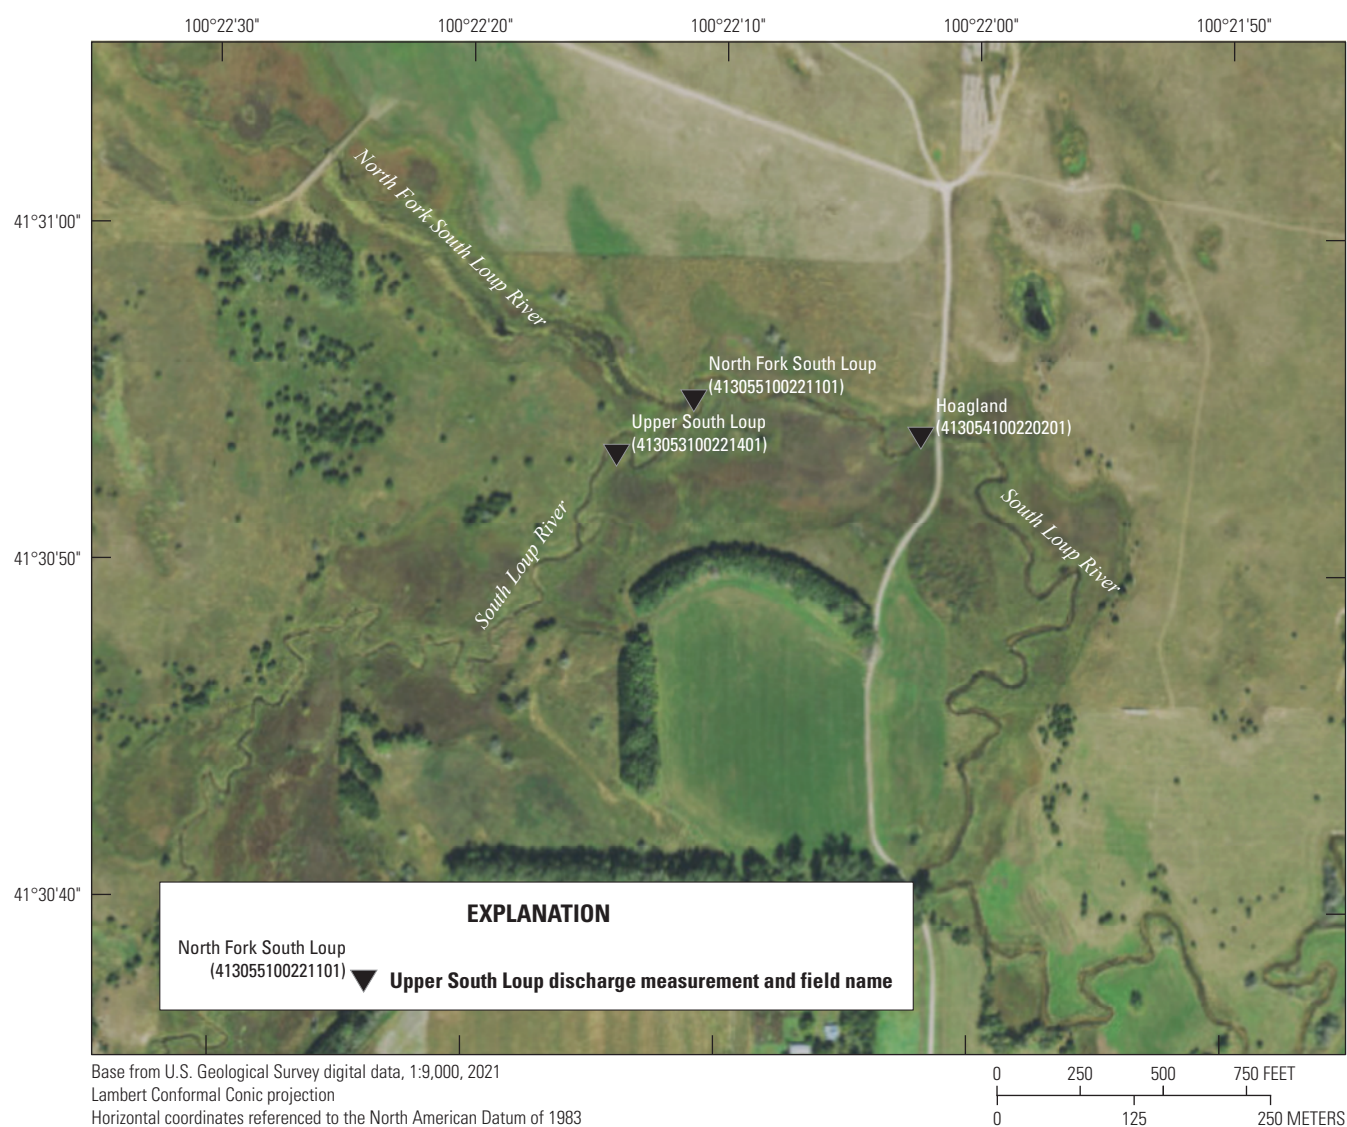 100°22'30" 100°22'20" 100°22'10" 100°22'00" 100°21'50"
41°31'00"
North Fork South Loup River
North Fork South Loup
(413055100221101)
Upper South Loup
(413053100221401)
Hoagland
(413054100220201)
South Loup River
South Loup River
41°30'50"
41°30'40"
EXPLANATION
North Fork South Loup
(413055100221101)
Upper South Loup discharge measurement and field name
Base from U.S. Geological Survey digital data, 1:9,000, 2021
Lambert Conformal Conic projection
Horizontal coordinates referenced to the North American Datum of 1983
0 250 500 750 FEET
0 125 250 METERS